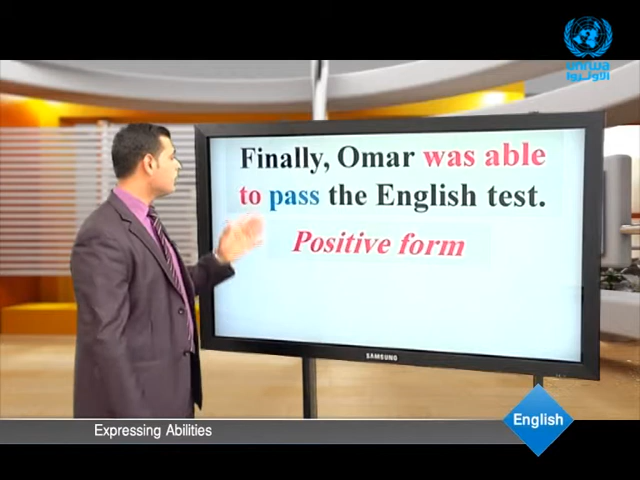 unrwa
الأونروا
Finally, Omar was able
to pass the English test.
Positive form
SAMSUNG
English
Expressing Abilities